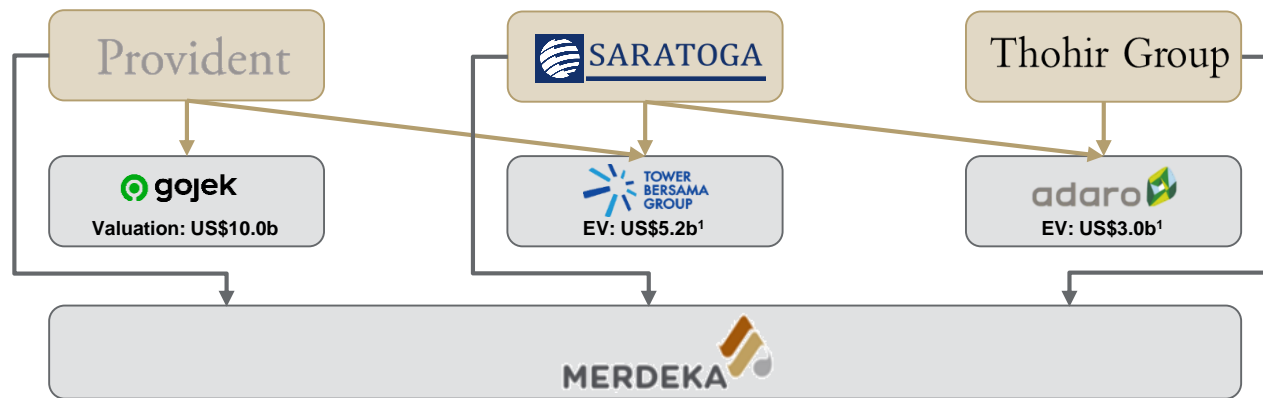 Provident
SARATOGA
Thohir Group
gojek
Valuation: US$10.0b
TOWER
BERSAMA
GROUP
EV: US$5.2b¹
adaro
EV: US$3.0b¹
MERDEKA